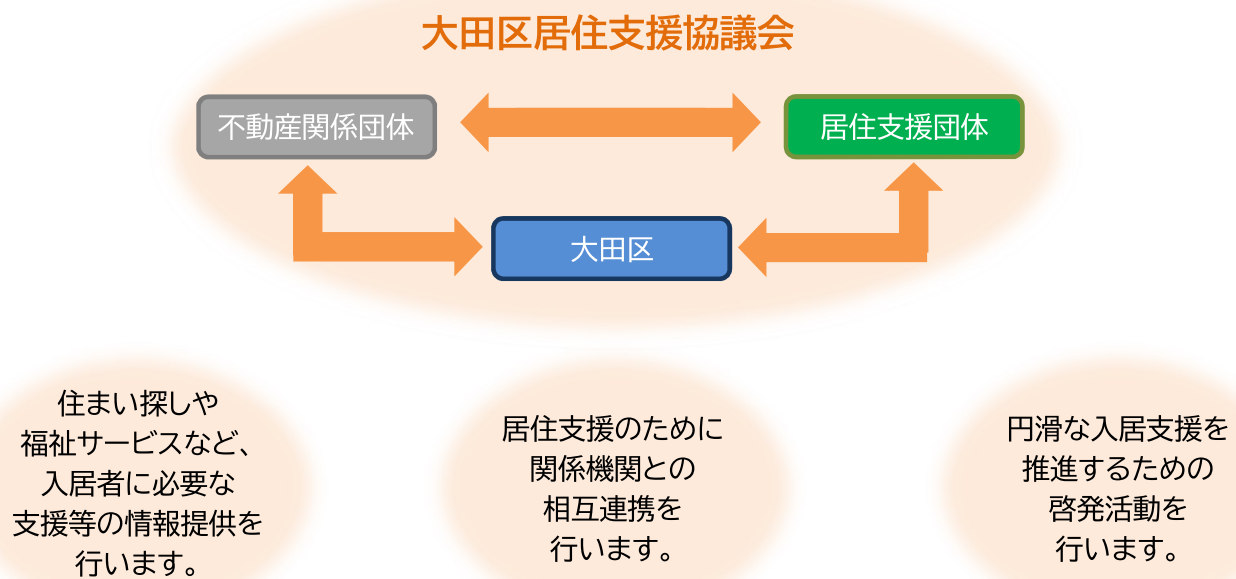 大田区居住支援協議会
不動産関係団体
居住支援団体
大田区
住まい探しや
福祉サービスなど、
入居者に必要な
支援等の情報提供を
行います。
居住支援のために
関係機関との
相互連携を
行います。
円滑な入居支援を
推進するための
啓発活動を
行います。